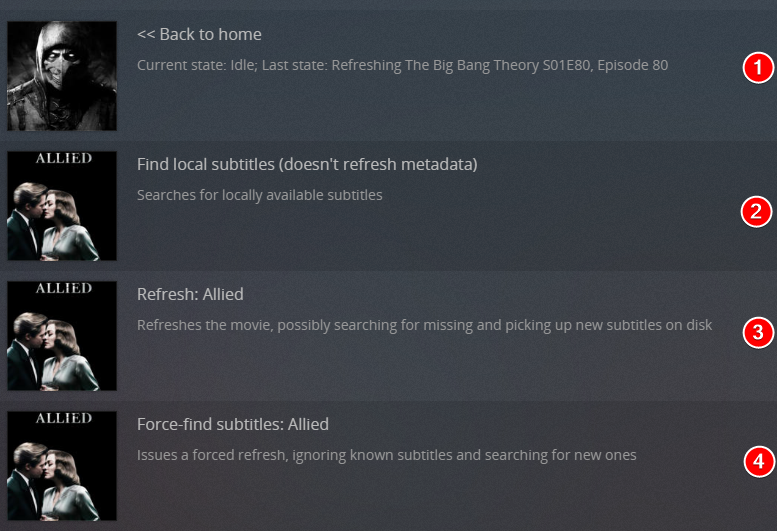 << Back to home
Current state: Idle; Last state: Refreshing The Big Bang Theory S01E80, Episode 80
1
ALLIED
Find local subtitles (doesn't refresh metadata)
Searches for locally available subtitles
2
ALLIED
Refresh: Allied
Refreshes the movie, possibly searching for missing and picking up new subtitles on disk
3
ALLIED
Force-find subtitles: Allied
Issues a forced refresh, ignoring known subtitles and searching for new ones
4